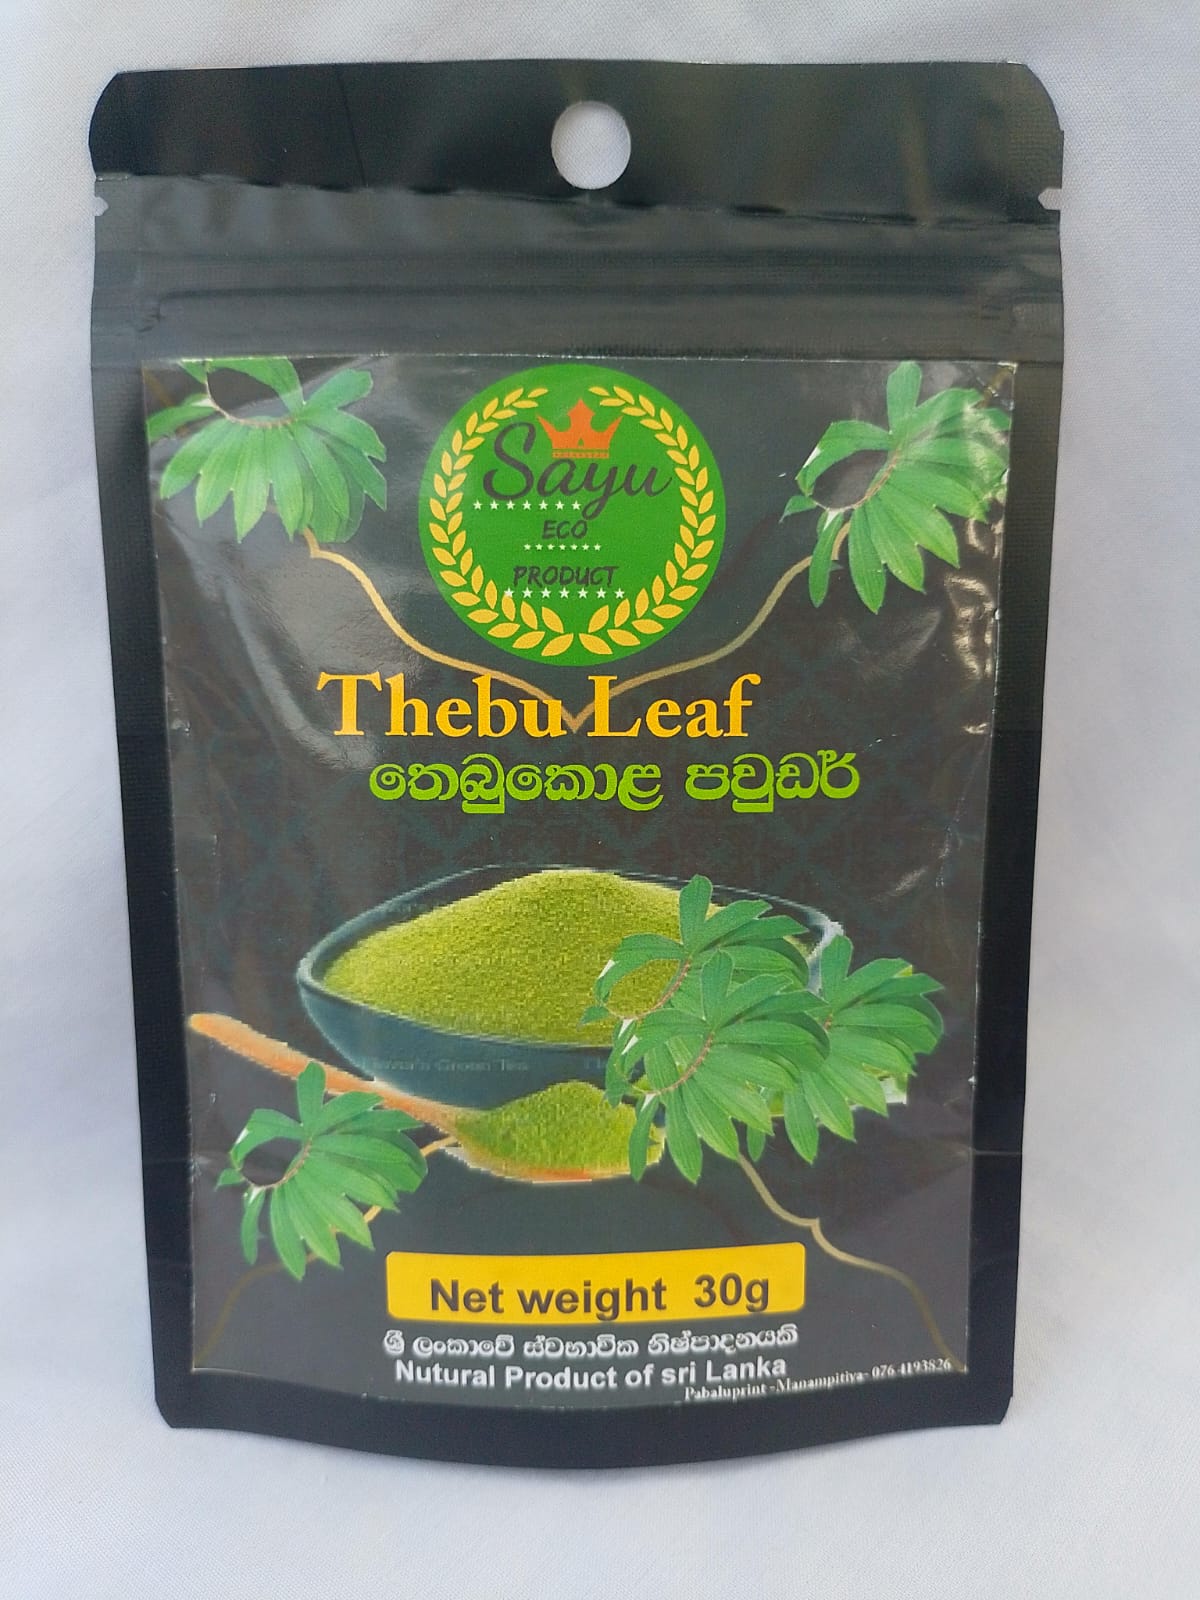 Sayu
ECO
PRODUCT
Thebu Leaf
තෙබුකොළ පවුඩර්
Net weight 30g
ශ්‍රී ලංකාවේ ස්වභාවික නිෂ්පාදනයකි
Nutural Product of sri Lanka
Pabaluprint -Manampitiya- 076 4193826